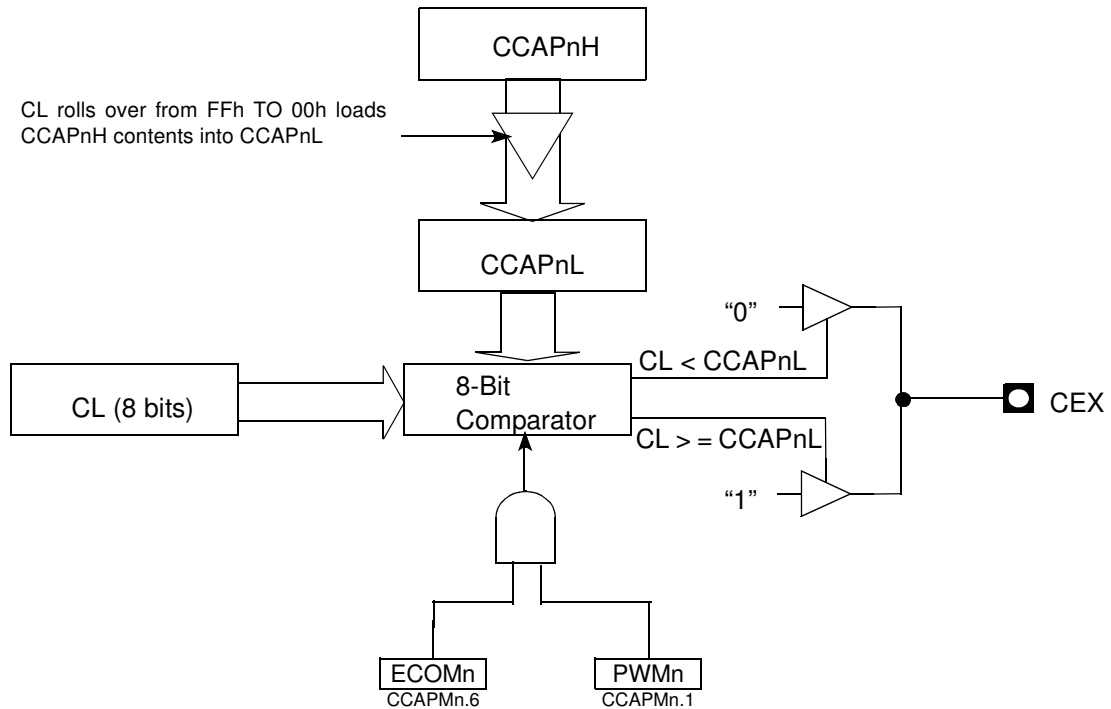 CCAPnH
CL rolls over from FFh TO 00h loads
CCAPnH contents into CCAPnL
CCAPnL
“0”
CL < CCAPnL
CL (8 bits)
8-Bit
Comparator
CEX
CL > = CCAPnL
“1”
ECOMn
PWMn
CCAPMn.6
CCAPMn.1